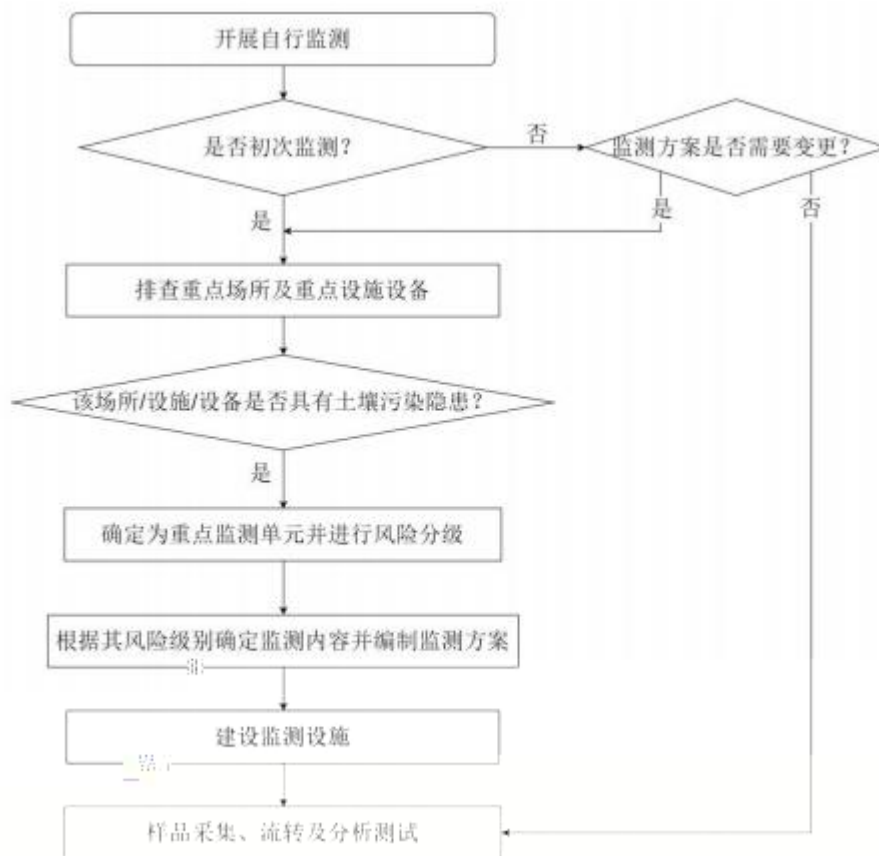 开展自行监测
是否初次监测？
否
监测方案是否需要变更？
是
是
否
排查重点场所及重点设施设备
该场所/设施/设备是否具有土壤污染隐患？
是
确定为重点监测单元并进行风险分级
根据其风险级别确定监测内容并编制监测方案
建设监测设施
样品采集、流转及分析测试